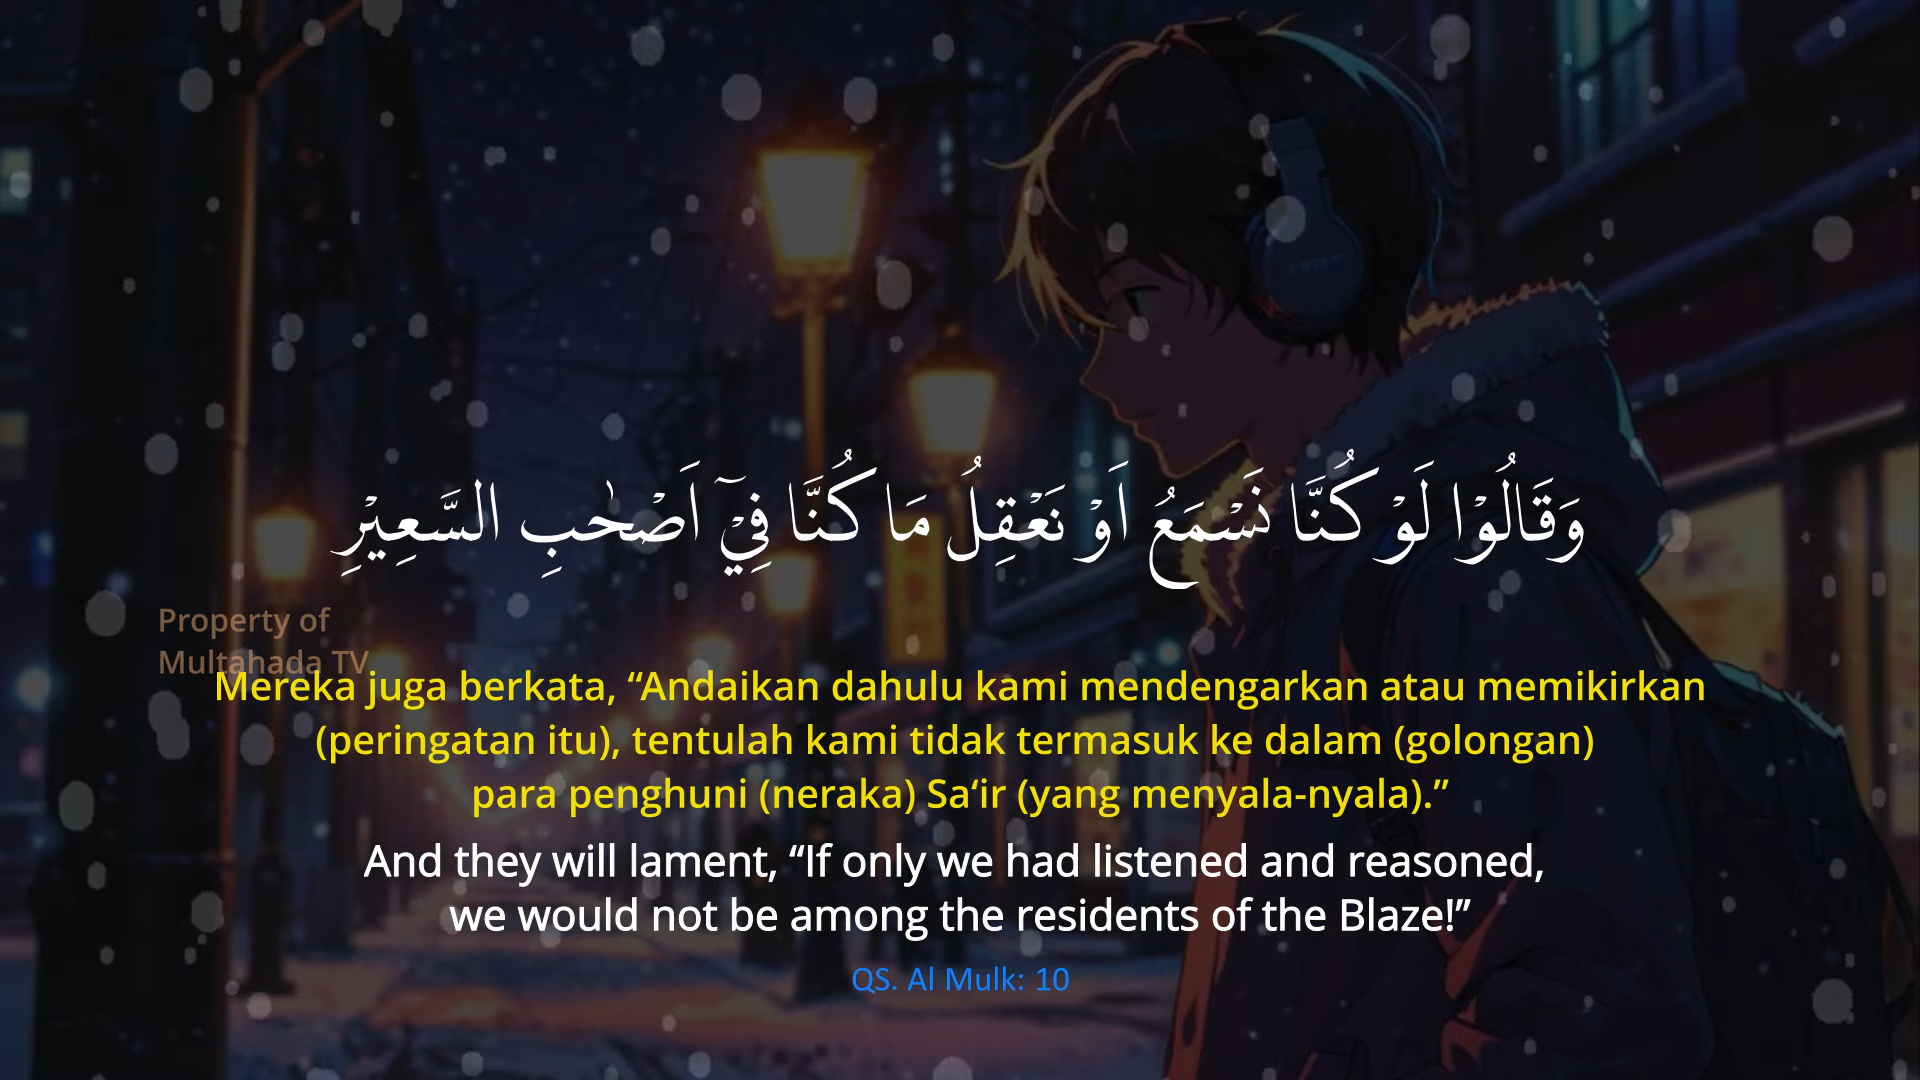 وَقَالُوْا لَوْ كُنَّا نَسْمَعُ اَوْ نَعْقِلُ مَا كُنَّا فِيْٓ اَصْحٰبِ السَّعِيْرِ
Property of
Multahada TV
Mereka juga berkata, “Andaikan dahulu kami mendengarkan atau memikirkan
(peringatan itu), tentulah kami tidak termasuk ke dalam (golongan)
para penghuni (neraka) Sa‘ir (yang menyala-nyala).”
And they will lament, “If only we had listened and reasoned,
we would not be among the residents of the Blaze!”
QS. Al Mulk: 10